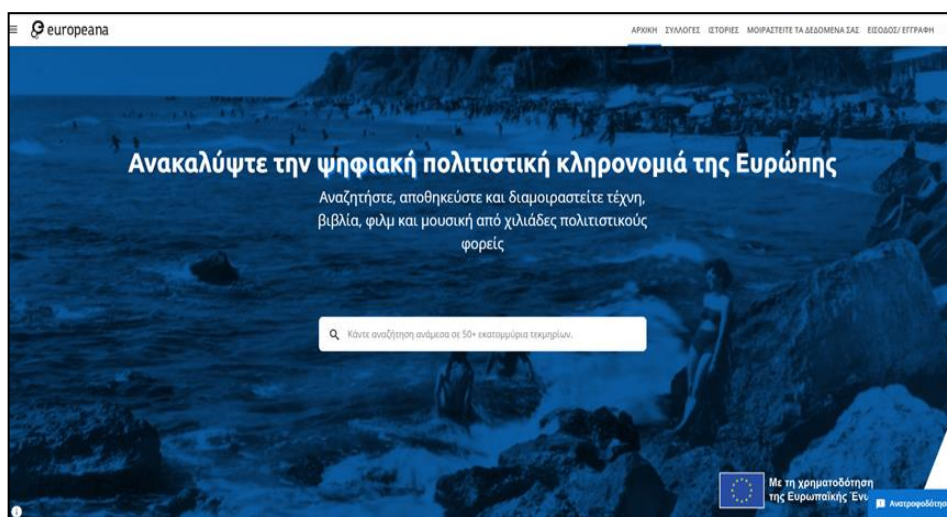 europeana
ΑΡΧΙΚΗ ΣΥΛΛΟΓΕΣ ΙΣΤΟΡΙΕΣ ΜΟΙΡΑΣΤΕΙΤΕ ΤΑ ΔΕΔΟΜΕΝΑ ΣΑΣ ΕΙΣΟΔΟΣ/ ΕΓΓΡΑΦΗ
Ανακαλύψτε την ψηφιακή πολιτιστική κληρονομιά της Ευρώπης
Αναζητήστε, αποθηκεύστε και διαμοιραστείτε τέχνη,
βιβλία, φιλμ και μουσική από χιλιάδες πολιτιστικούς
φορείς
Κάντε αναζήτηση ανάμεσα σε 50+ εκατομμύρια τεκμηρίων.
Με τη χρηματοδότηση
της Ευρωπαϊκής Ένω
Ανατροφοδότησ